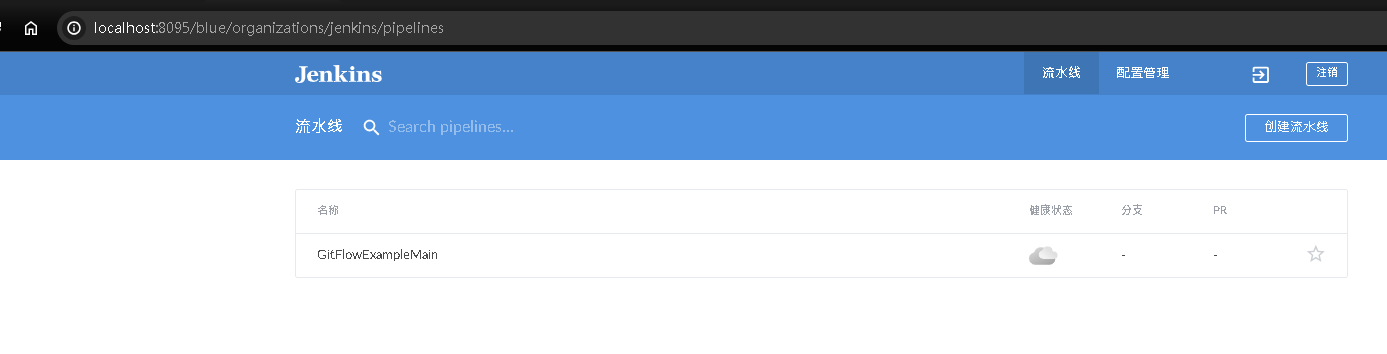 localhost:8095/blue/organizations/jenkins/pipelines
Jenkins 流水线 配置管理 注销
流水线 Search pipelines... 创建流水线
名称 健康状态 分支 PR
GitFlowExampleMain - -